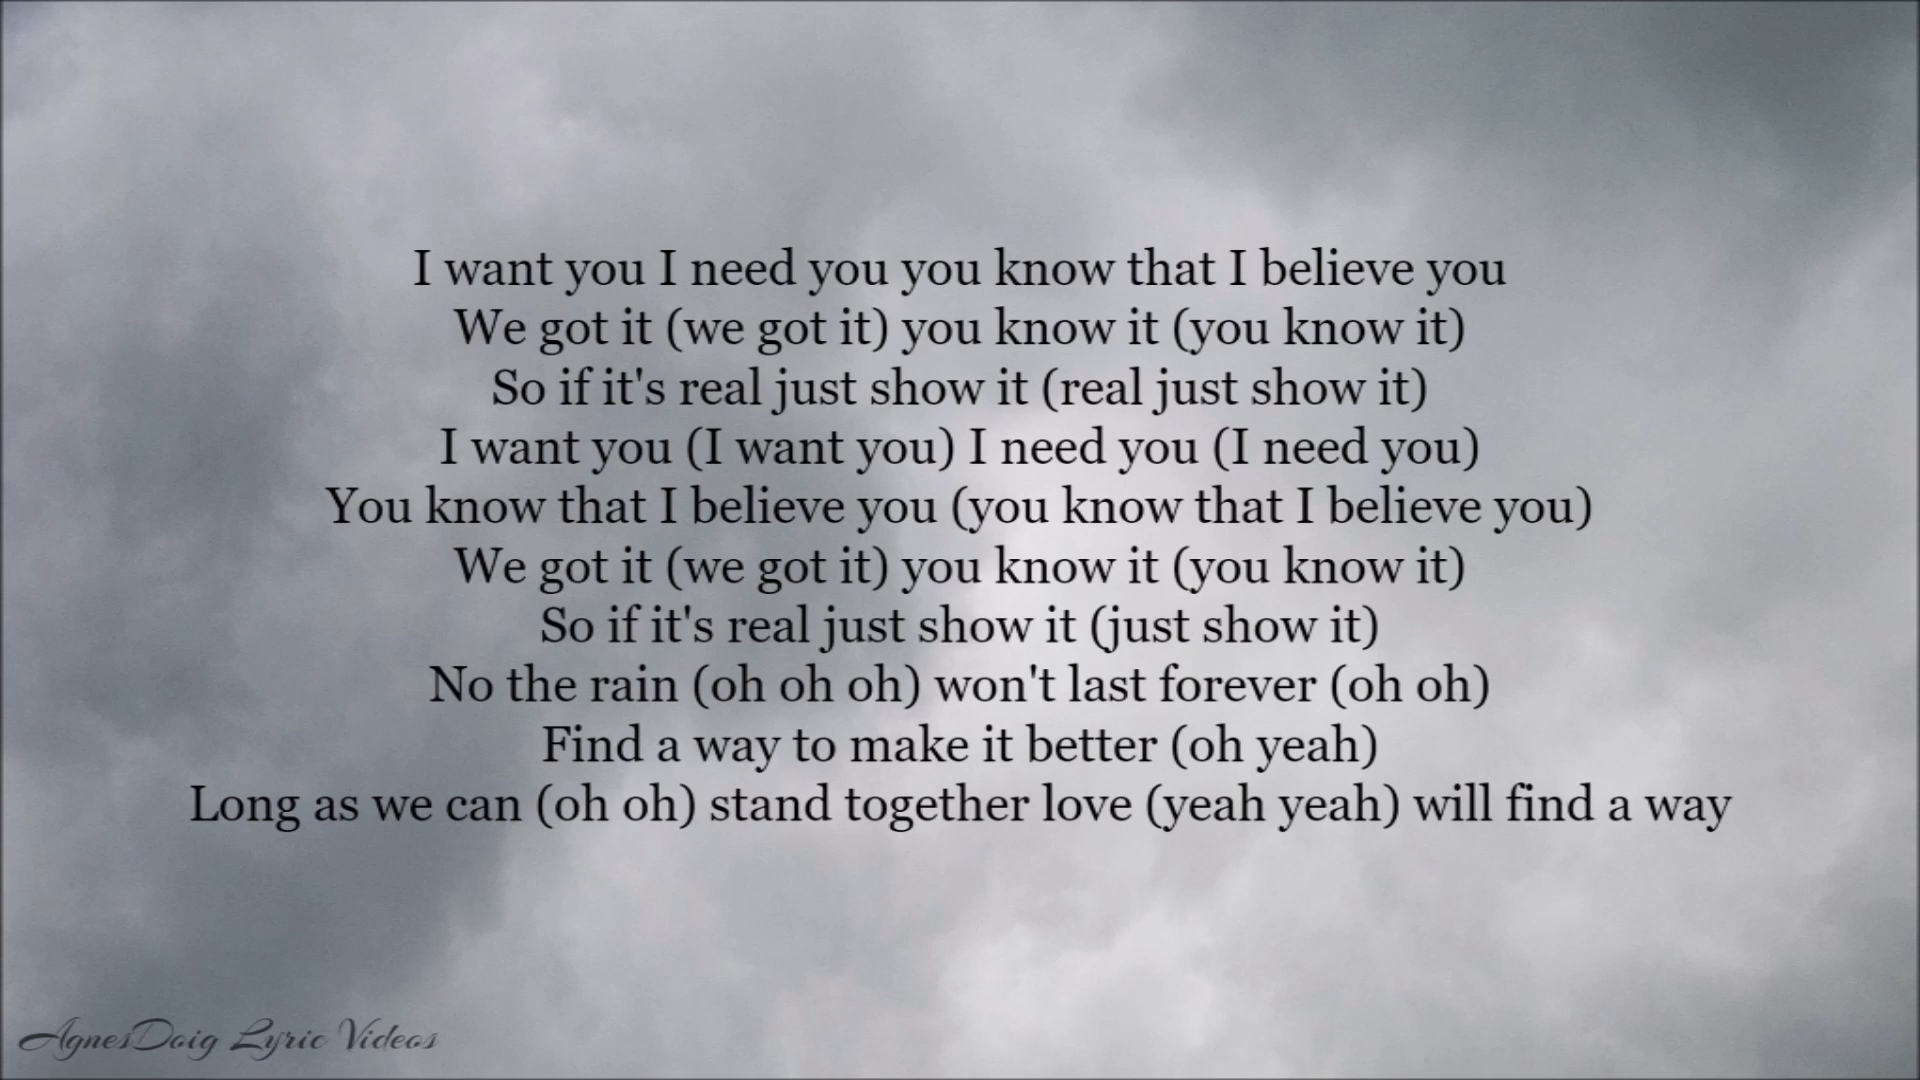 I want you I need you you know that I believe you
We got it (we got it) you know it (you know it)
So if it's real just show it (real just show it)
I want you (I want you) I need you (I need you)
You know that I believe you (you know that I believe you)
We got it (we got it) you know it (you know it)
So if it's real just show it (just show it)
No the rain (oh oh oh) won't last forever (oh oh)
Find a way to make it better (oh yeah)
Long as we can (oh oh) stand together love (yeah yeah) will find a way
AgnesDoig Lyric Videos